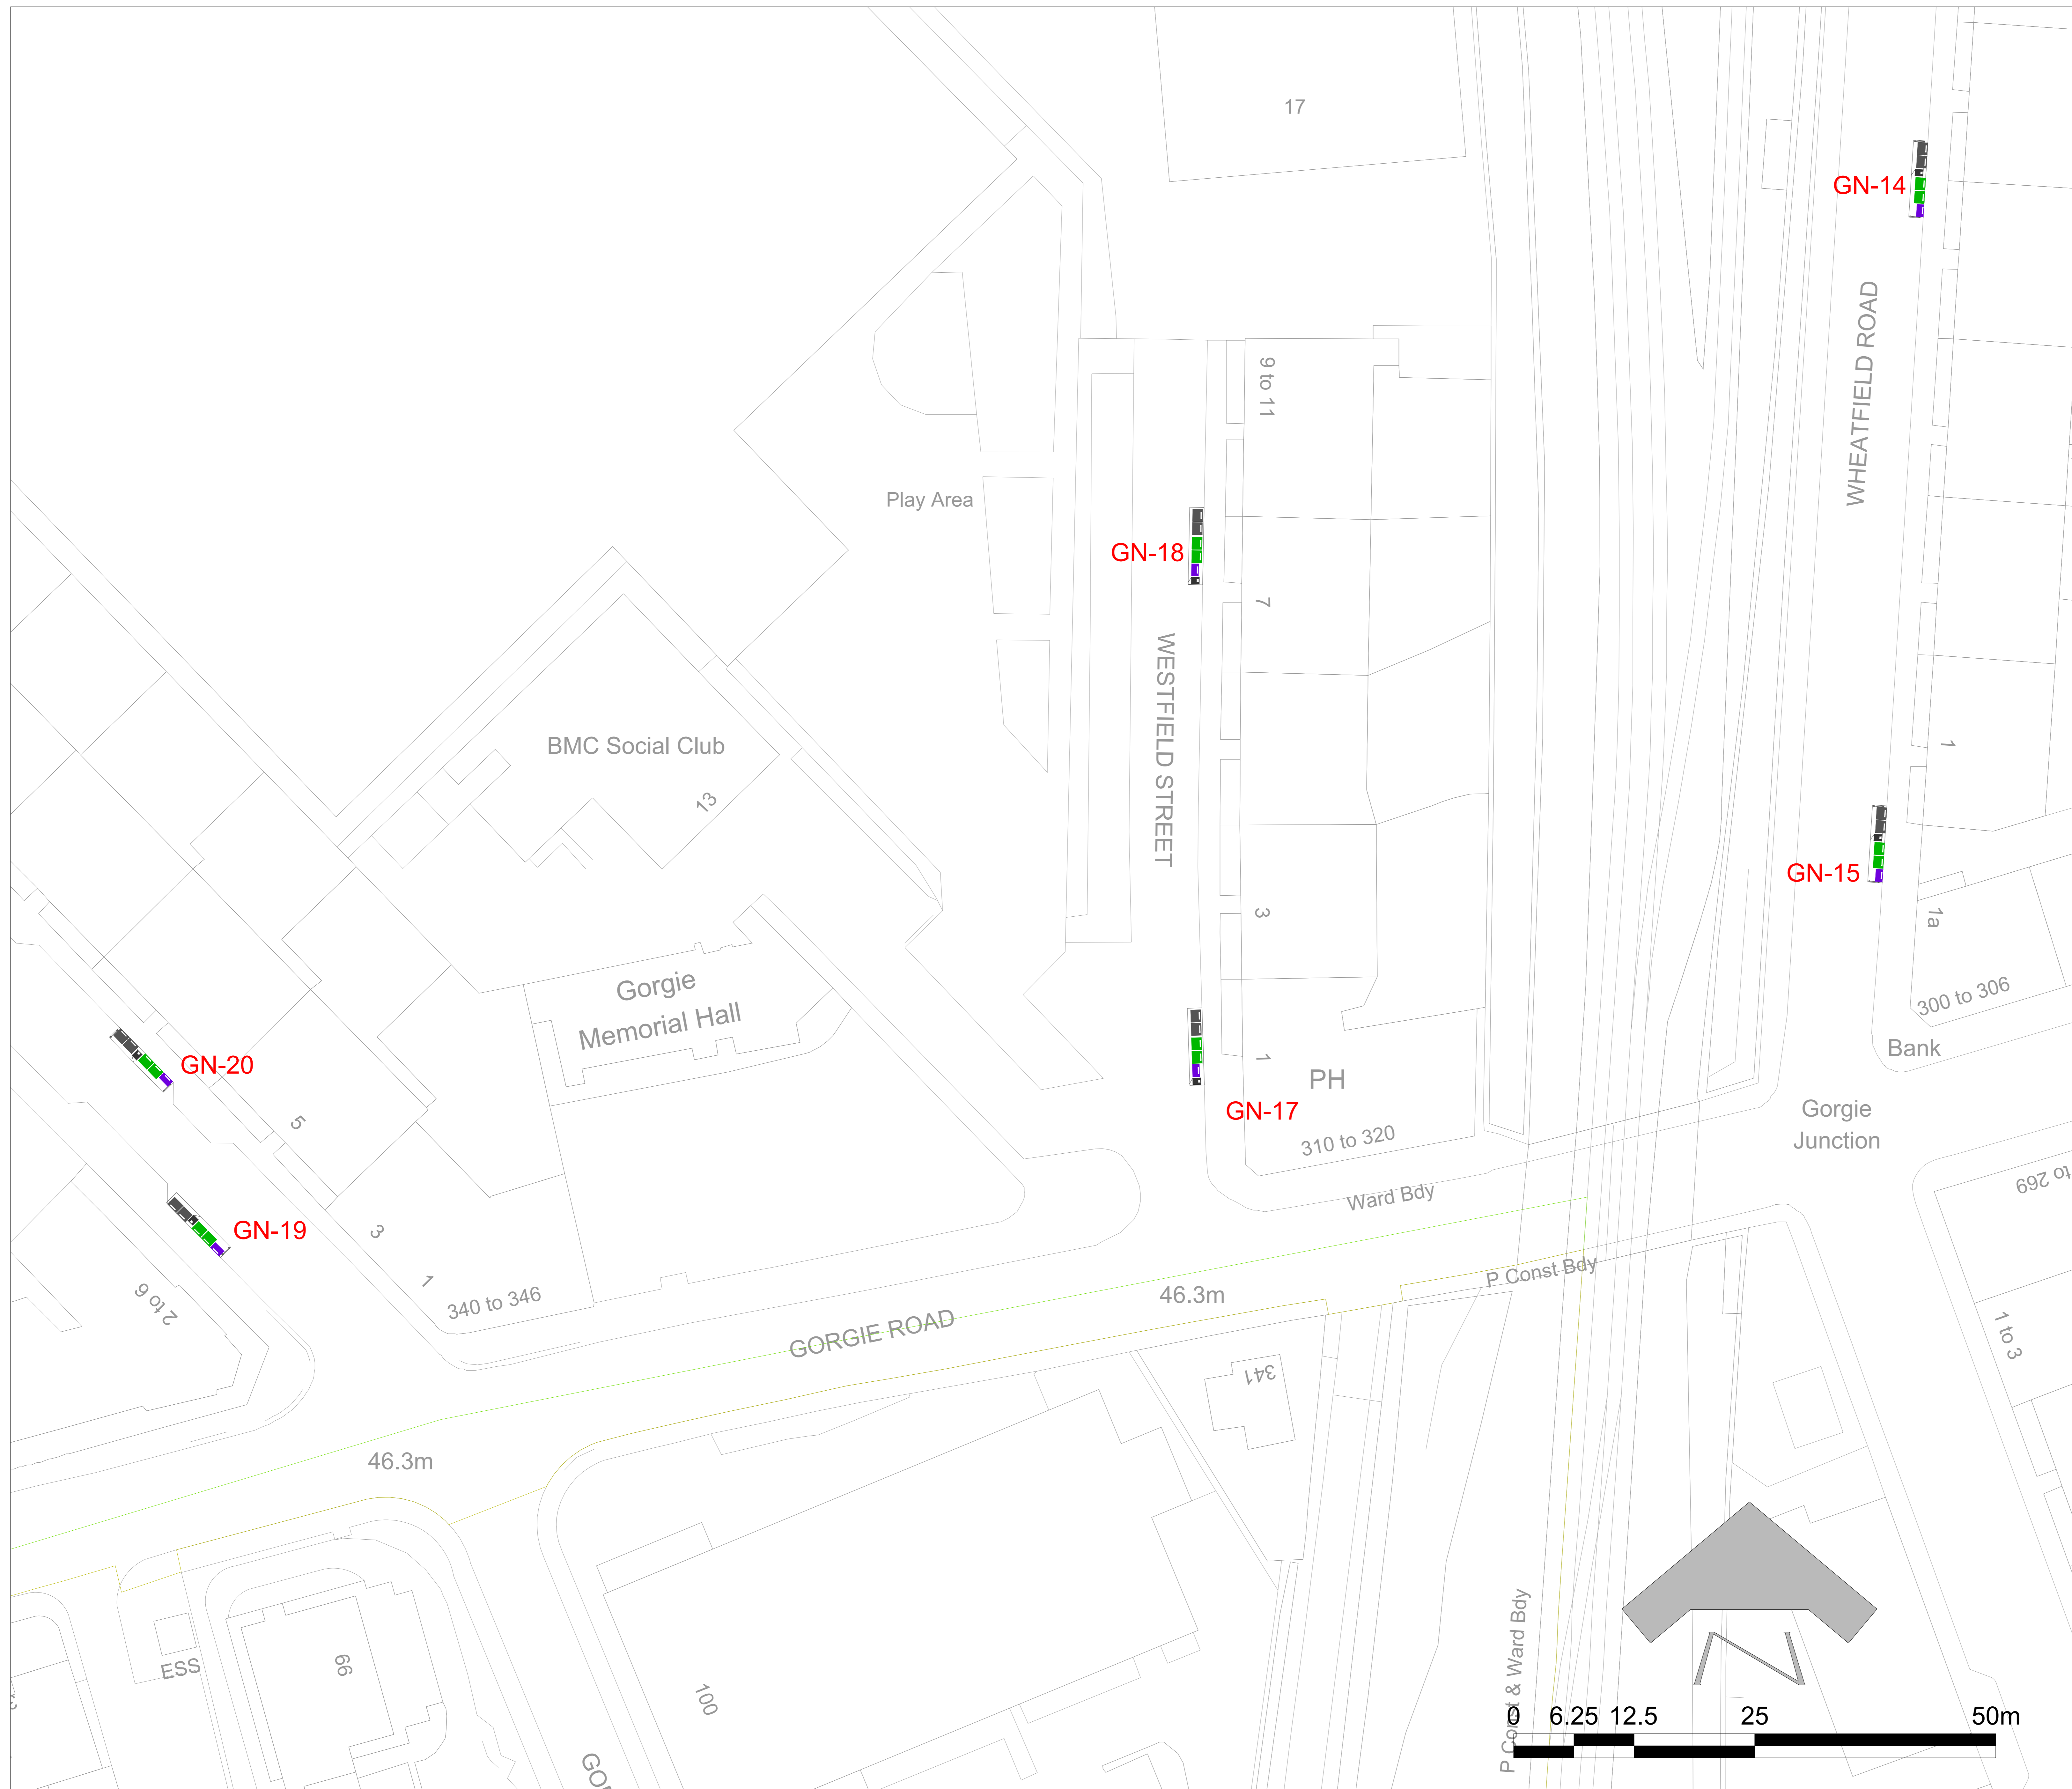 17
GN-14
WHEATFIELD ROAD
9 to 11
Play Area
GN-18
7
WESTFIELD STREET
BMC Social Club
13
1
GN-15
3
1a
Gorgie
Memorial Hall
300 to 306
Bank
GN-20
1
PH
GN-17
5
310 to 320
Gorgie
Junction
to 269
Ward Bdy
GN-19
3
1
2 to 6
340 to 346
P Const Bdy
46.3m
GORGIE ROAD
1 to 3
341
46.3m
ESS
66
100
P Const & Ward Bdy
N
0 6.25 12.5 25 50m